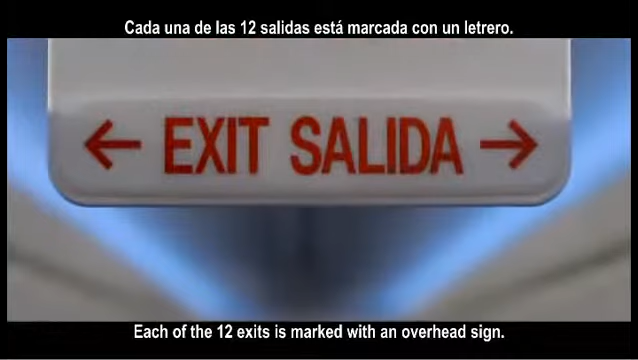 Cada una de las 12 salidas está marcada con un letrero.
← EXIT SALIDA →
Each of the 12 exits is marked with an overhead sign.